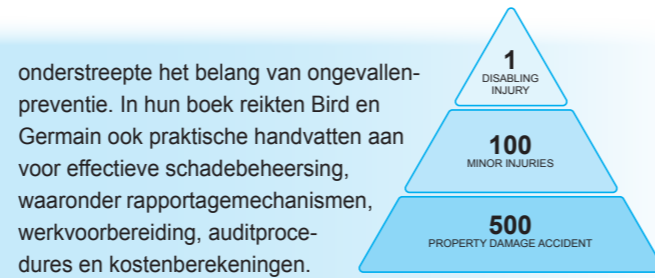 onderstreepte het belang van ongevallen-
preventie. In hun boek reikten Bird en
Germain ook praktische handvatten aan
voor effectieve schadebeheersing,
waaronder rapportagemechanismen,
werkvoorbereiding, auditproce-
dures en kostenberekeningen.
1
DISABLING
INJURY
100
MINOR INJURIES
500
PROPERTY DAMAGE ACCIDENT